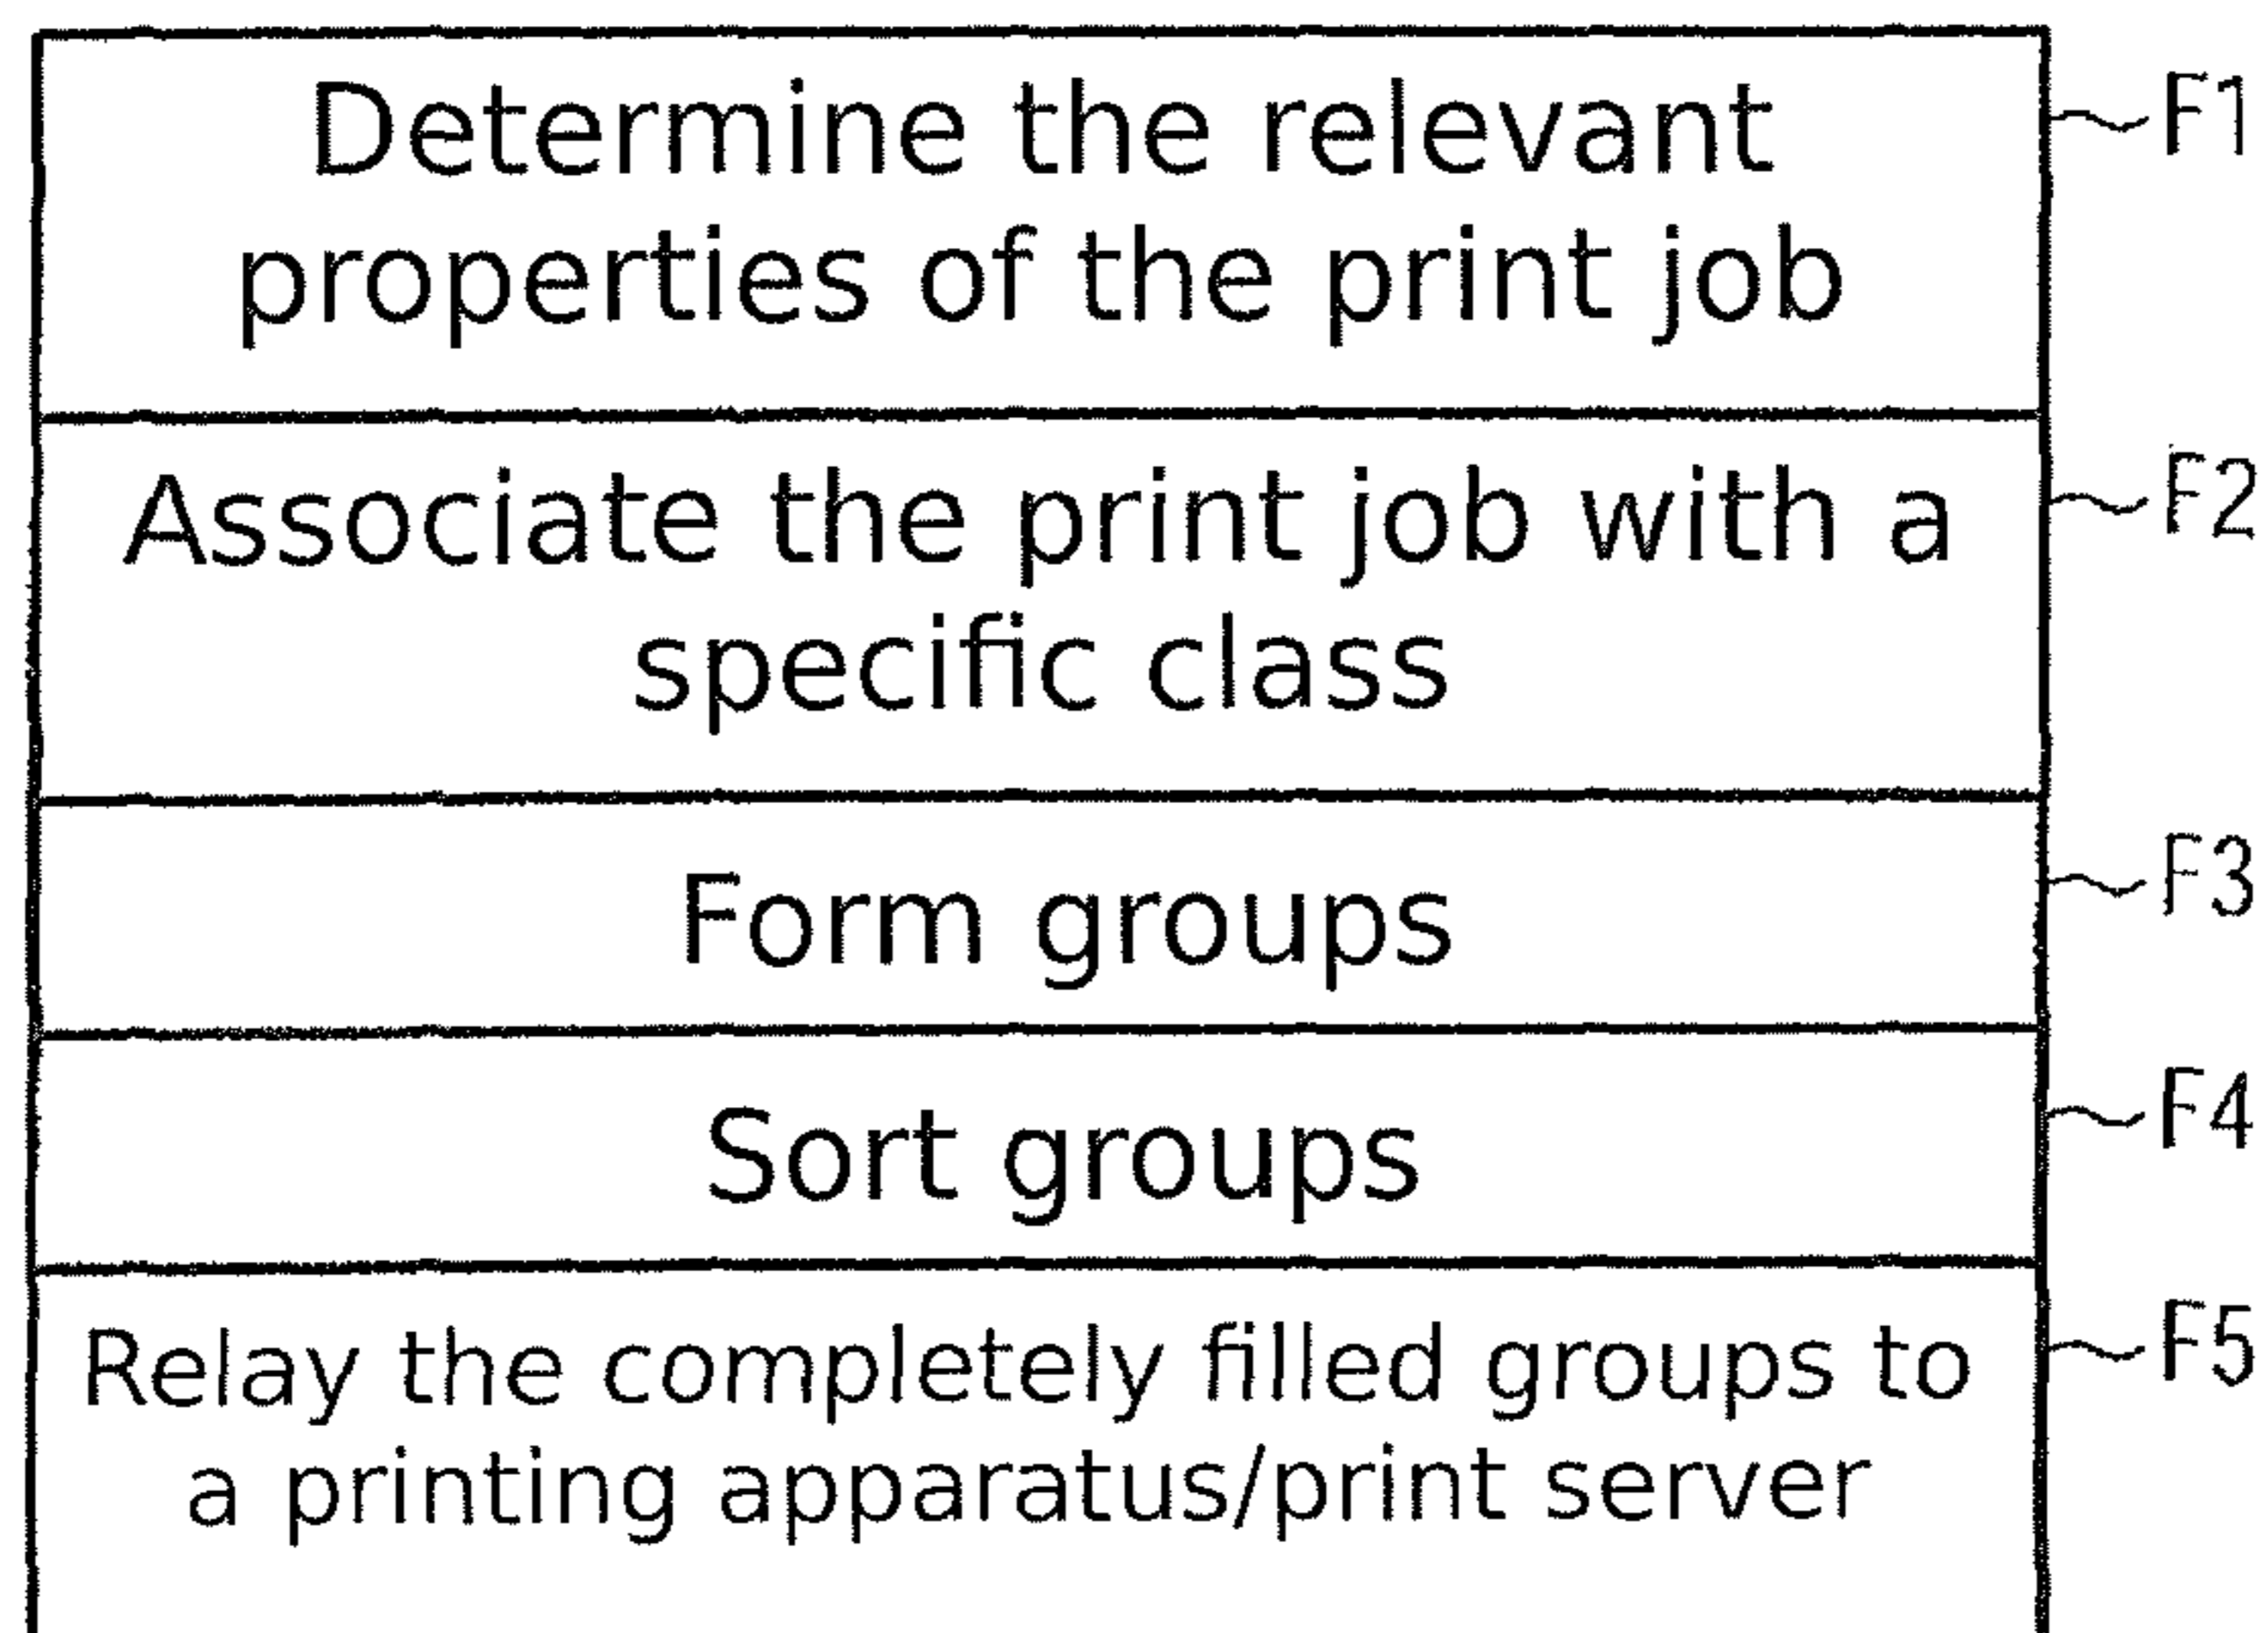 Determine the relevant F1
properties of the print job
Associate the print job with a F2
specific class
Form groups F3
Sort groups F4
Relay the completely filled groups to F5
a printing apparatus/print server